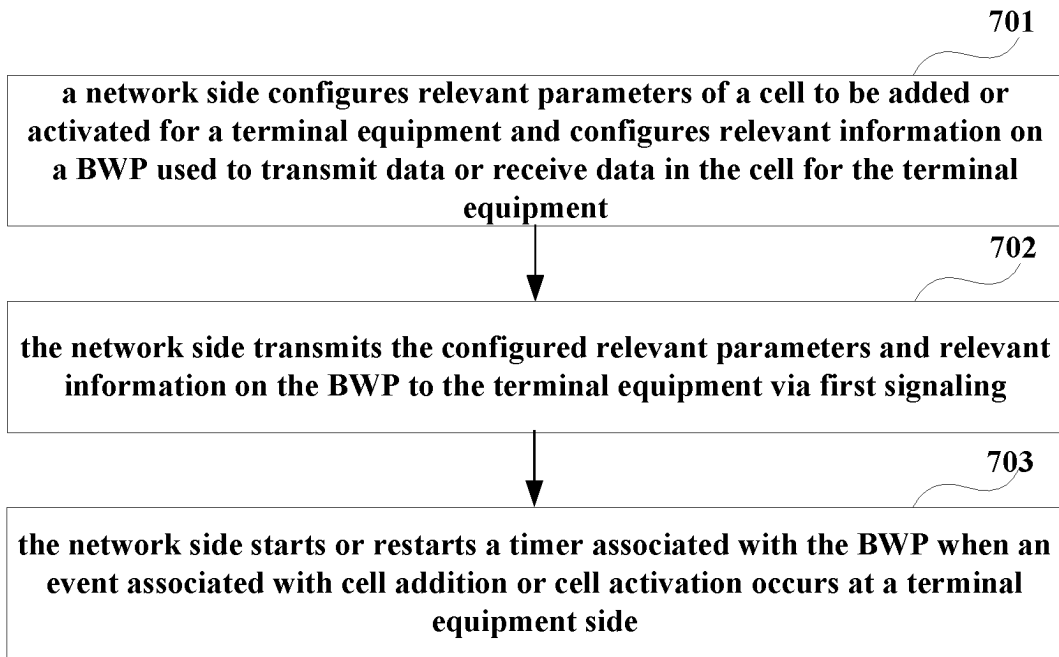 701
a network side configures relevant parameters of a cell to be added or
activated for a terminal equipment and configures relevant information on
a BWP used to transmit data or receive data in the cell for the terminal
equipment
702
the network side transmits the configured relevant parameters and relevant
information on the BWP to the terminal equipment via first signaling
703
the network side starts or restarts a timer associated with the BWP when an
event associated with cell addition or cell activation occurs at a terminal
equipment side